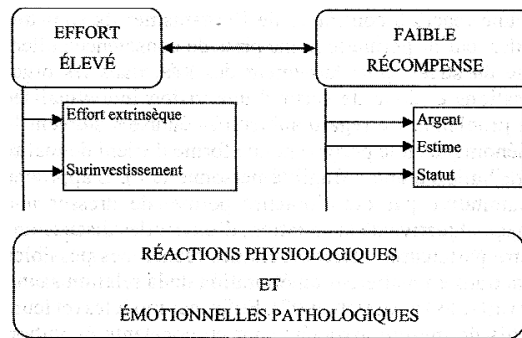 EFFORT
ÉLEVÉ
FAIBLE
RÉCOMPENSE
Effort extrinsèque
Surinvestissement
Argent
Estime
Statut
RÉACTIONS PHYSIOLOGIQUES
ET
ÉMOTIONNELLES PATHOLOGIQUES